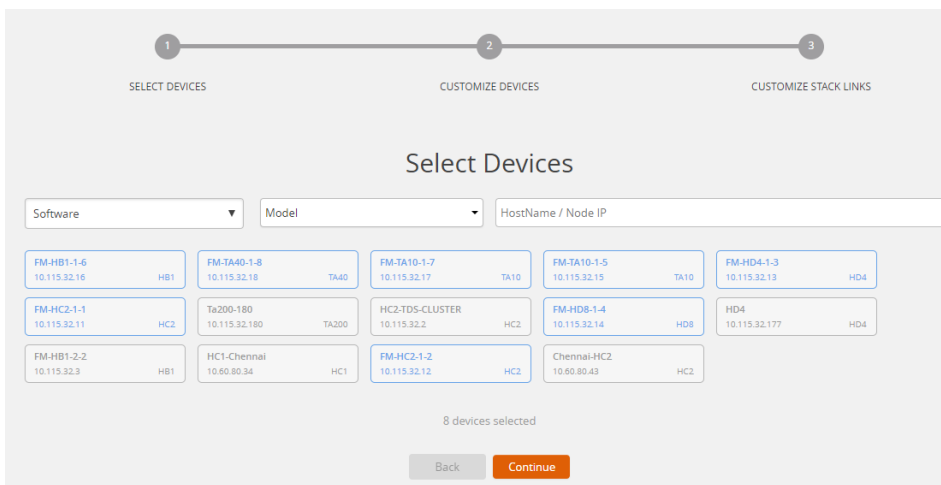 1 2 3
SELECT DEVICES CUSTOMIZE DEVICES CUSTOMIZE STACK LINKS
Select Devices
Software Model HostName / Node IP
FM-HB1-1-6 FM-TA40-1-8 FM-TA10-1-7 FM-TA10-1-5 FM-HD4-1-3
10.115.32.16 HB1 10.115.32.18 TA40 10.115.32.17 TA10 10.115.32.15 TA10 10.115.32.13 HD4
FM-HC2-1-1 Ta200-180 HC2-TDS-CLUSTER FM-HD8-1-4 HD4
10.115.32.11 HC2 10.115.32.180 TA200 10.115.32.2 HC2 10.115.32.14 HD8 10.115.32.177 HD4
FM-HB1-2-2 HC1-Chennai FM-HC2-1-2 Chennai-HC2
10.115.32.3 HB1 10.60.80.34 HC1 10.115.32.12 HC2 10.60.80.43 HC2
8 devices selected
Back Continue